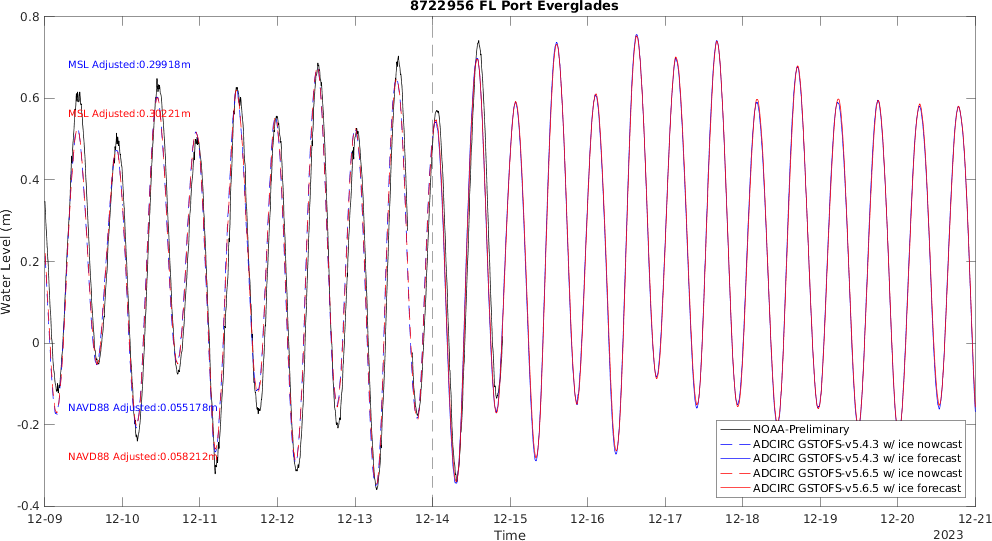 8722956 FL Port Everglades
0.8
0.6
0.4
0.2
0
-0.2
-0.4
Water Level (m)
MSL Adjusted:0.29918m
MSL Adjusted:0.30221m
NAVD88 Adjusted:0.055178m
NAVD88 Adjusted:0.058212m
NOAA-Preliminary
ADCIRC GSTOFS-v5.4.3 w/ ice nowcast
ADCIRC GSTOFS-v5.4.3 w/ ice forecast
ADCIRC GSTOFS-v5.6.5 w/ ice nowcast
ADCIRC GSTOFS-v5.6.5 w/ ice forecast
12-09 12-10 12-11 12-12 12-13 12-14 12-15 12-16 12-17 12-18 12-19 12-20 12-21
Time
2023